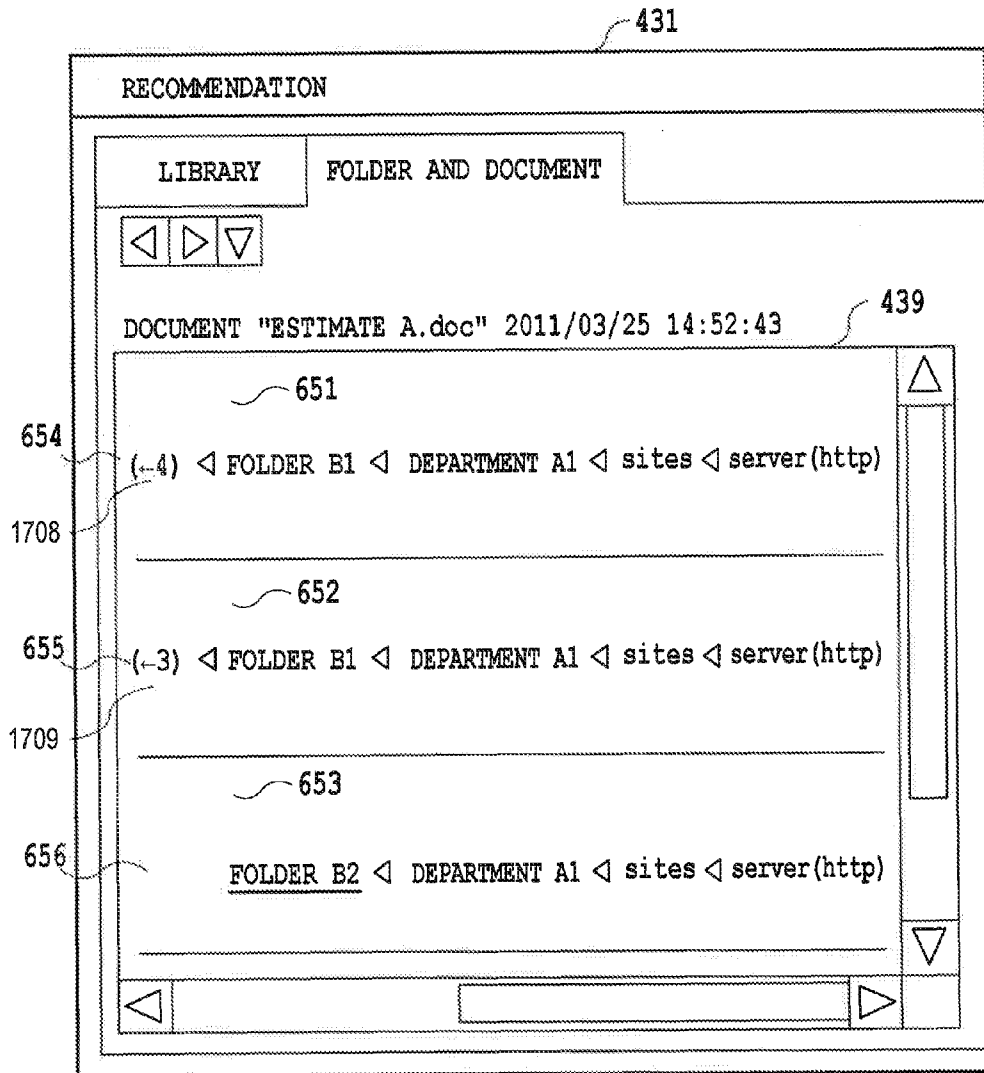 431
RECOMMENDATION
LIBRARY FOLDER AND DOCUMENT
439
DOCUMENT "ESTIMATE A.doc" 2011/03/25 14:52:43
651
654
(←4) ◁ FOLDER B1 ◁ DEPARTMENT A1 ◁ sites ◁ server(http)
1708
652
655
(←3) ◁ FOLDER B1 ◁ DEPARTMENT A1 ◁ sites ◁ server(http)
1709
653
656
FOLDER B2 ◁ DEPARTMENT A1 ◁ sites ◁ server(http)